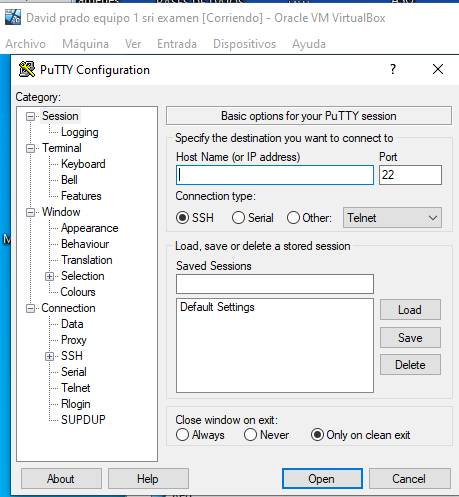 David prado equipo 1 sri examen [Corriendo] - Oracle VM VirtualBox
Archivo Máquina Ver Entrada Dispositivos Ayuda
PuTTY Configuration
? ×
Category:
Session
Logging
Terminal
Keyboard
Bell
Features
Window
Appearance
Behaviour
Translation
Selection
Colours
Connection
Data
Proxy
SSH
Serial
Telnet
Rlogin
SUPDUP
Basic options for your PuTTY session
Specify the destination you want to connect to
Host Name (or IP address) Port
22
Connection type:
SSH Serial Other: Telnet
Load, save or delete a stored session
Saved Sessions
Default Settings
Load
Save
Delete
Close window on exit:
Always Never Only on clean exit
About Help Open Cancel